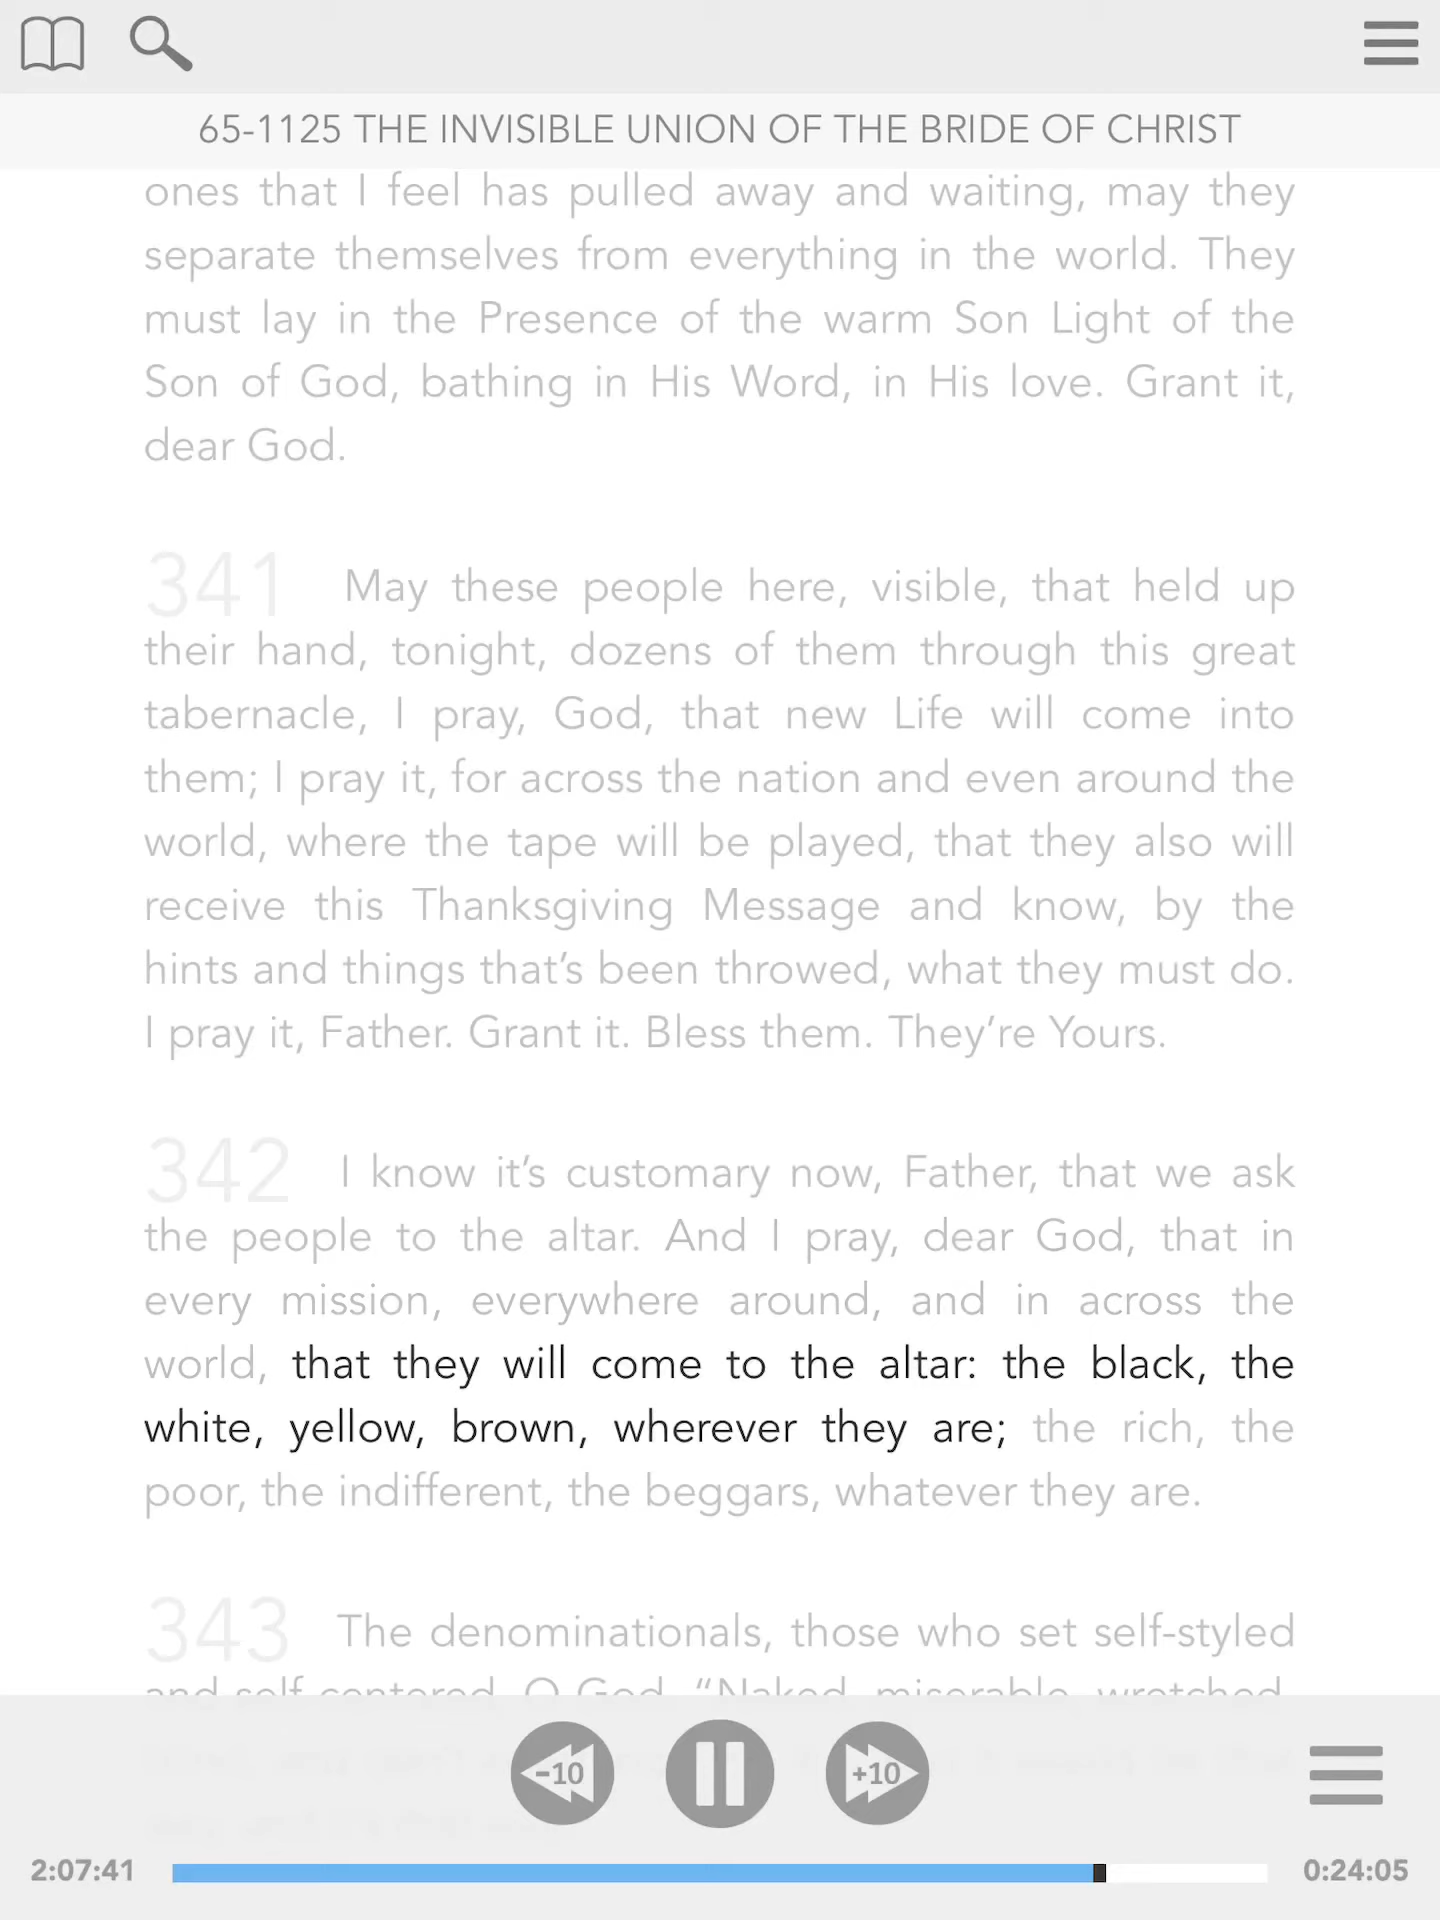 65-1125 THE INVISIBLE UNION OF THE BRIDE OF CHRIST
ones that I feel has pulled away and waiting, may they
separate themselves from everything in the world. They
must lay in the Presence of the warm Son Light of the
Son of God, bathing in His Word, in His love. Grant it,
dear God.
341 May these people here, visible, that held up
their hand, tonight, dozens of them through this great
tabernacle, I pray, God, that new Life will come into
them; I pray it, for across the nation and even around the
world, where the tape will be played, that they also will
receive this Thanksgiving Message and know, by the
hints and things that’s been throwed, what they must do.
I pray it, Father. Grant it. Bless them. They’re Yours.
342 I know it’s customary now, Father, that we ask
the people to the altar. And I pray, dear God, that in
every mission, everywhere around, and in across the
world, that they will come to the altar: the black, the
white, yellow, brown, wherever they are; the rich, the
poor, the indifferent, the beggars, whatever they are.
343 The denominationals, those who set self-styled
and self-centered. O God, “Naked, miserable, wretched,
-10 +10
2:07:41 0:24:05